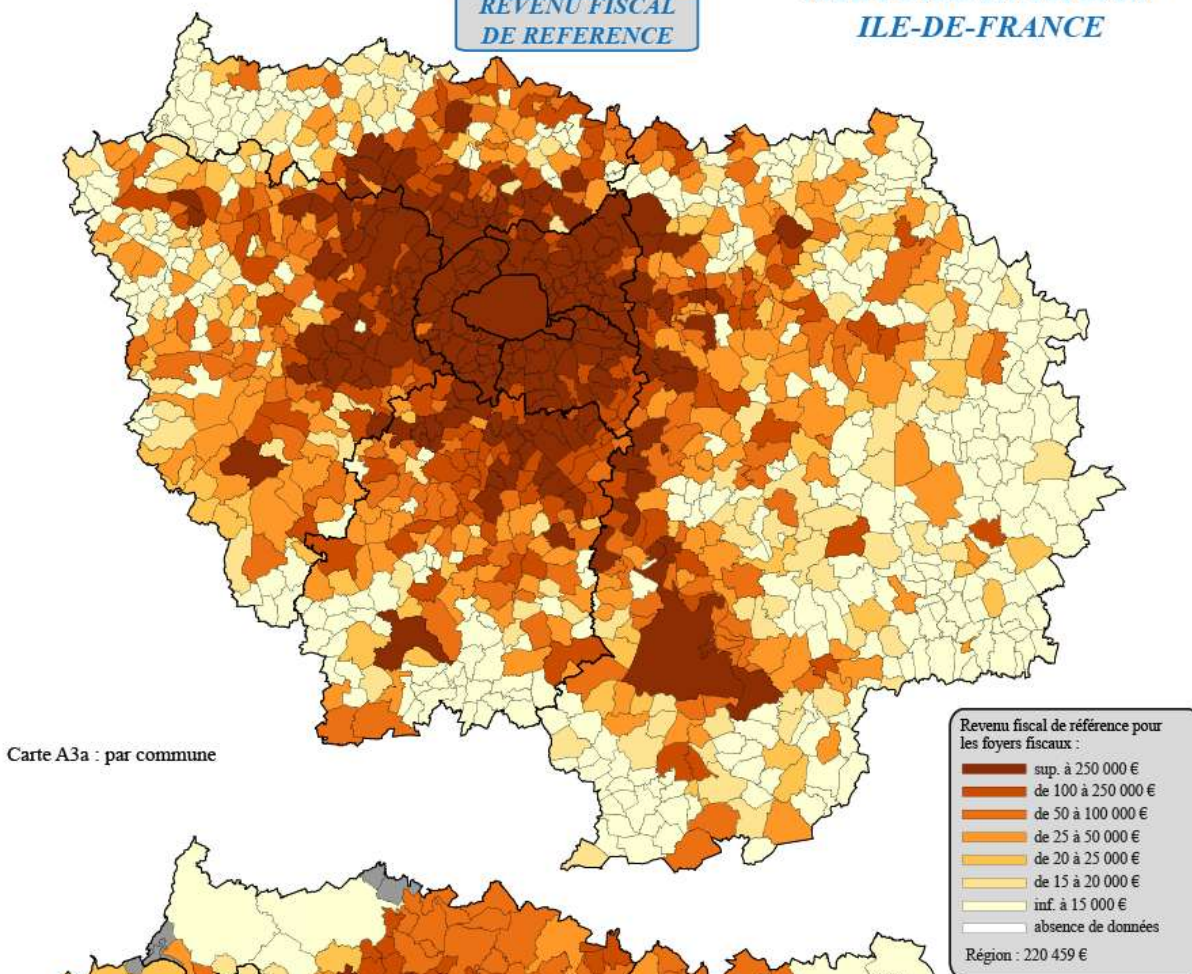 REVENU FISCAL
DE REFERENCE
ILE-DE-FRANCE
Carte A3a : par commune
Revenu fiscal de référence pour
les foyers fiscaux :
sup. à 250 000 €
de 100 à 250 000 €
de 50 à 100 000 €
de 25 à 50 000 €
de 20 à 25 000 €
de 15 à 20 000 €
inf. à 15 000 €
absence de données
Région : 220 459 €